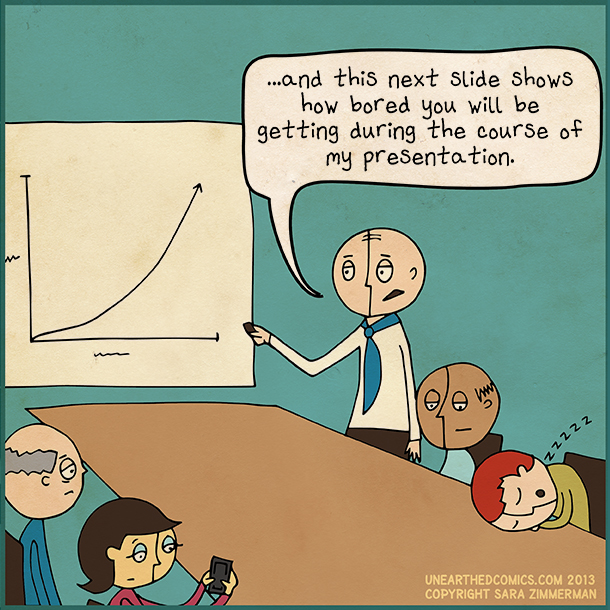 ...and this next slide shows
how bored you will be
getting during the course of
my presentation.
zzzzz
UNEARTHEDCOMICS.COM 2013
COPYRIGHT SARA ZIMMERMAN